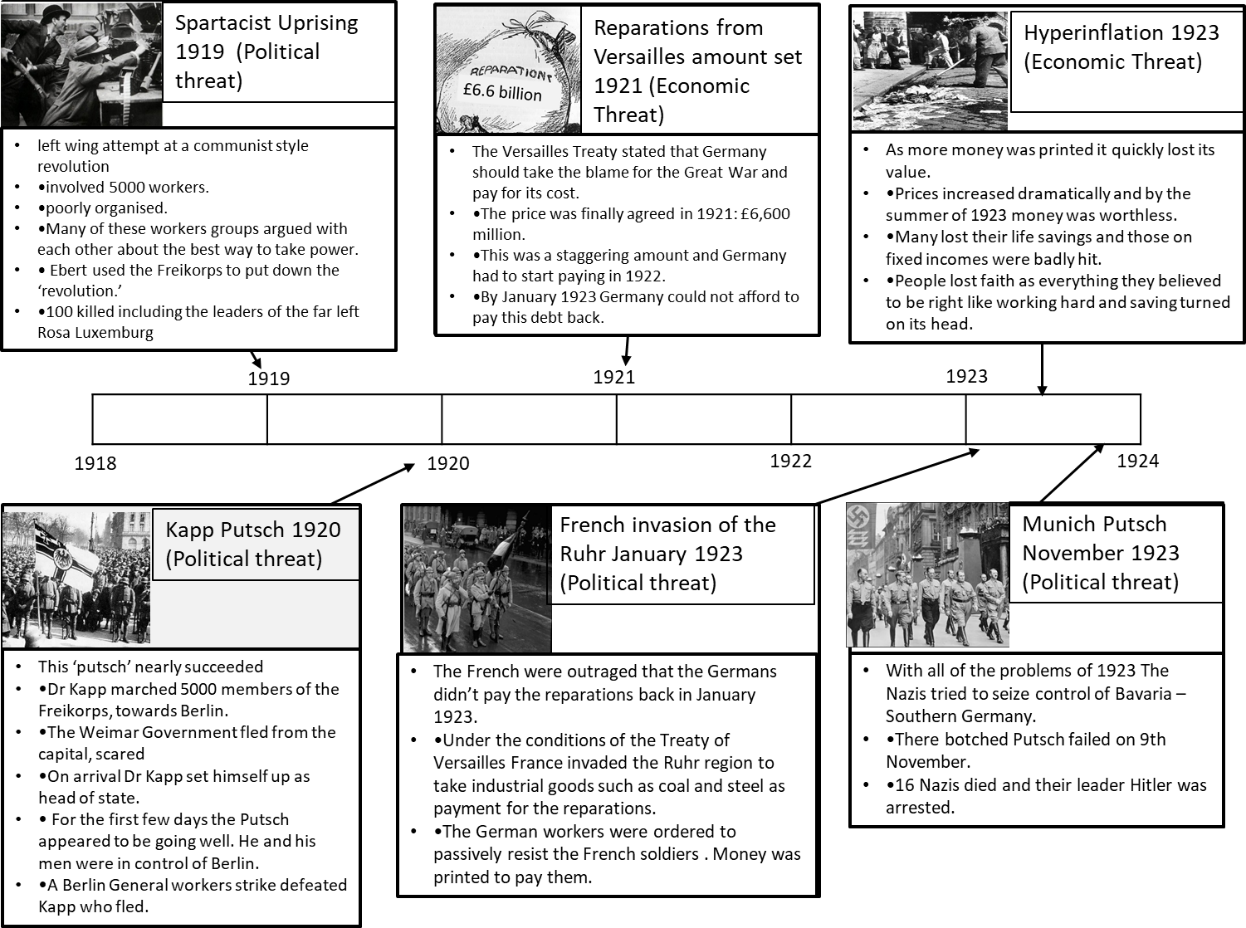 Spartacist Uprising
1919  (Political
threat)
• left wing attempt at a communist style
revolution
• •involved 5000 workers.
• •poorly organised.
• •Many of these workers groups argued with
each other about the best way to take power.
• • Ebert used the Freikorps to put down the
‘revolution.’
• •100 killed including the leaders of the far left
Rosa Luxemburg
REPARATIONS
£6.6 billion
Reparations from
Versailles amount set
1921 (Economic
Threat)
• The Versailles Treaty stated that Germany
should take the blame for the Great War and
pay for its cost.
• •The price was finally agreed in 1921: £6,600
million.
• •This was a staggering amount and Germany
had to start paying in 1922.
• •By January 1923 Germany could not afford to
pay this debt back.
Hyperinflation 1923
(Economic Threat)
• As more money was printed it quickly lost its
value.
• •Prices increased dramatically and by the
summer of 1923 money was worthless.
• •Many lost their life savings and those on
fixed incomes were badly hit.
• •People lost faith as everything they believed
to be right like working hard and saving turned
on its head.
1919
1921
1923
1918
1920
1922
1924
Kapp Putsch 1920
(Political threat)
• This ‘putsch’ nearly succeeded
• •Dr Kapp marched 5000 members of the
Freikorps, towards Berlin.
• •The Weimar Government fled from the
capital, scared
• •On arrival Dr Kapp set himself up as
head of state.
• • For the first few days the Putsch
appeared to be going well. He and his
men were in control of Berlin.
• •A Berlin General workers strike defeated
Kapp who fled.
French invasion of the
Ruhr January 1923
(Political threat)
• The French were outraged that the Germans
didn’t pay the reparations back in January
1923.
• •Under the conditions of the Treaty of
Versailles France invaded the Ruhr region to
take industrial goods such as coal and steel as
payment for the reparations.
• •The German workers were ordered to
passively resist the French soldiers . Money was
printed to pay them.
Munich Putsch
November 1923
(Political threat)
• With all of the problems of 1923 The
Nazis tried to seize control of Bavaria –
Southern Germany.
• •There botched Putsch failed on 9th
November.
• •16 Nazis died and their leader Hitler was
arrested.